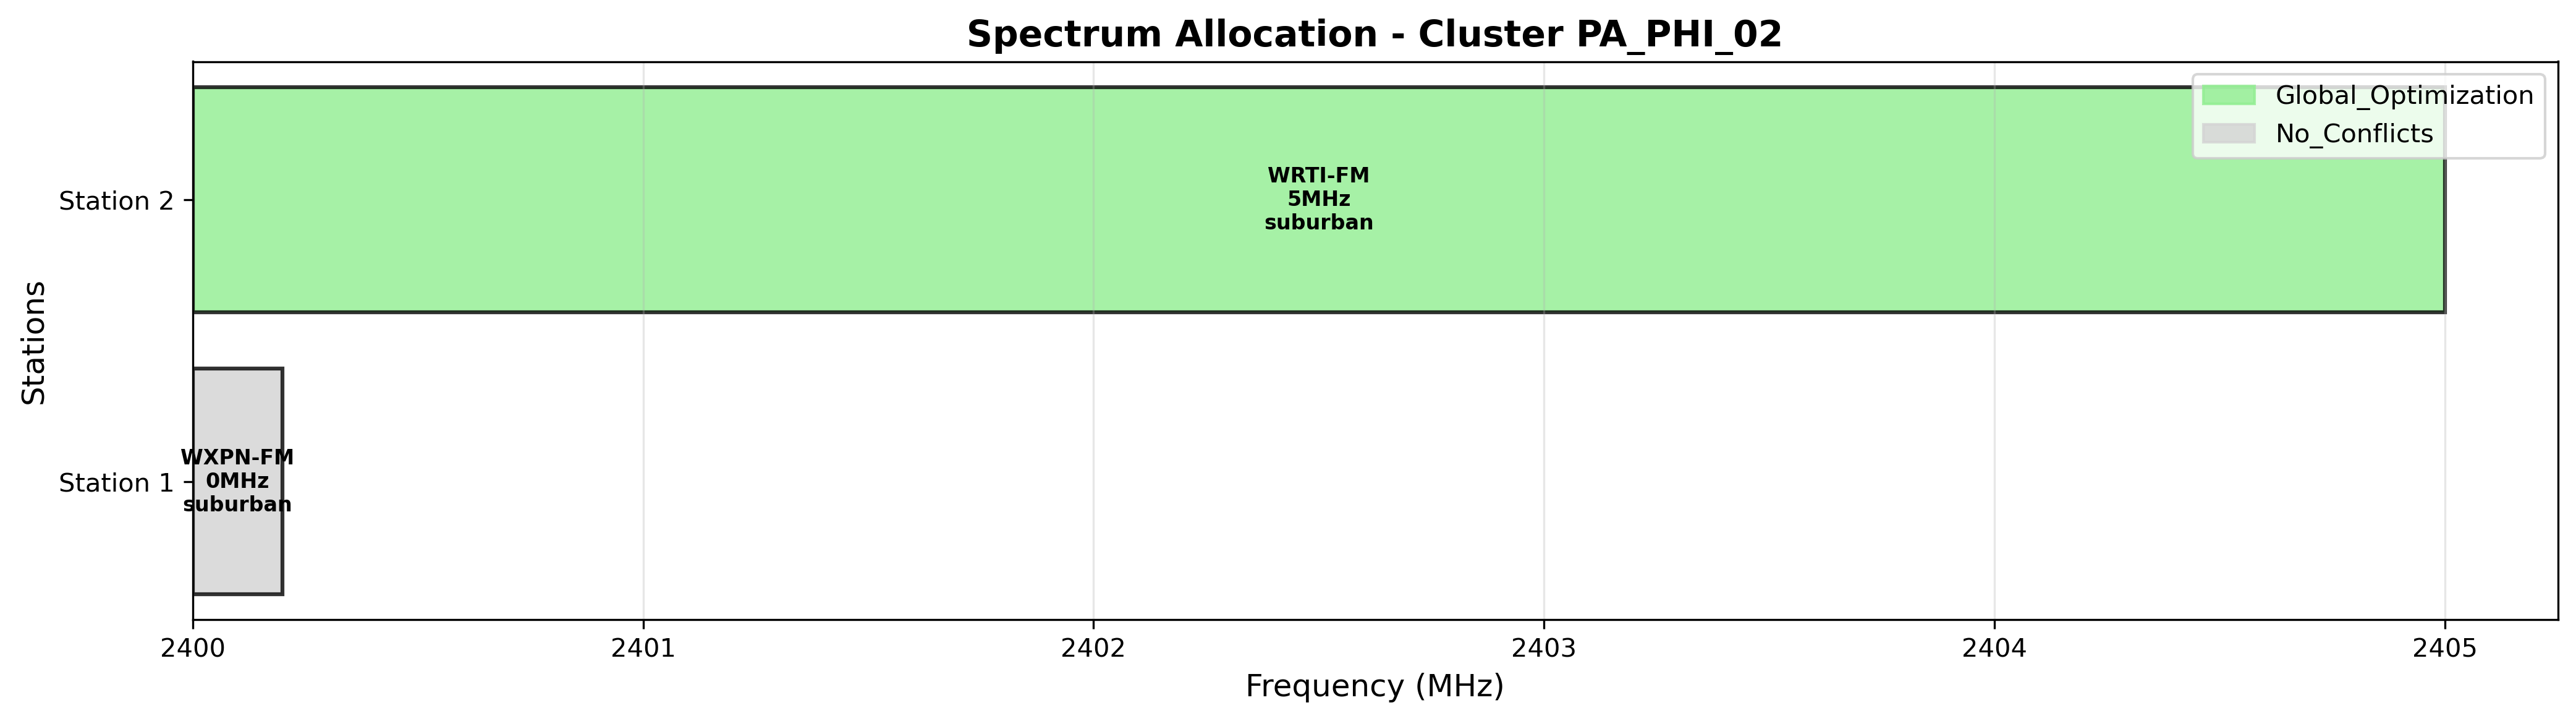 Spectrum Allocation - Cluster PA_PHI_02
Global_Optimization
No_Conflicts
Stations
Station 2
WRTI-FM
5MHz
suburban
Station 1
WXPN-FM
0MHz
suburban
2400 2401 2402 2403 2404 2405
Frequency (MHz)